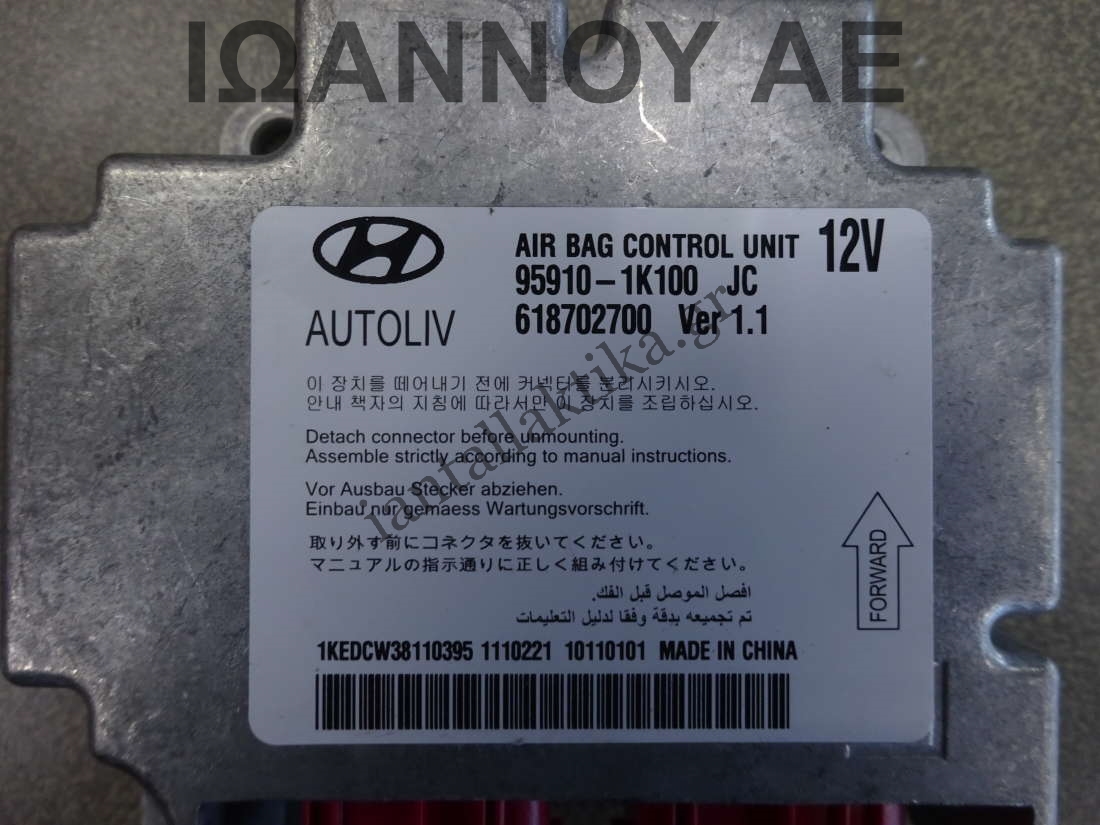 ΙΩΑΝΝΟΥ ΑΕ
AIR BAG CONTROL UNIT 12V
95910-1K100 JC
618702700 Ver 1.1
AUTOLIV
이 장치를 떼어내기 전에 커넥터를 분리시키시오.
안내 책자의 지침에 따라서만 이 장치를 조립하십시오.
Detach connector before unmounting.
Assemble strictly according to manual instructions.
Vor Ausbau Stecker abziehen.
Einbau nur gemaess Wartungsvorschrift.
取り外す前にコネクタを抜いてください。
マニュアルの指示通りに正しく組み付けてください。
افصل الموصل قبل الفك.
تم تجميعه بدقة وفقا لدليل التعليمات
FORWARD
1KEDCW38110395 1110221 10110101 MADE IN CHINA
iantallaktika.gr